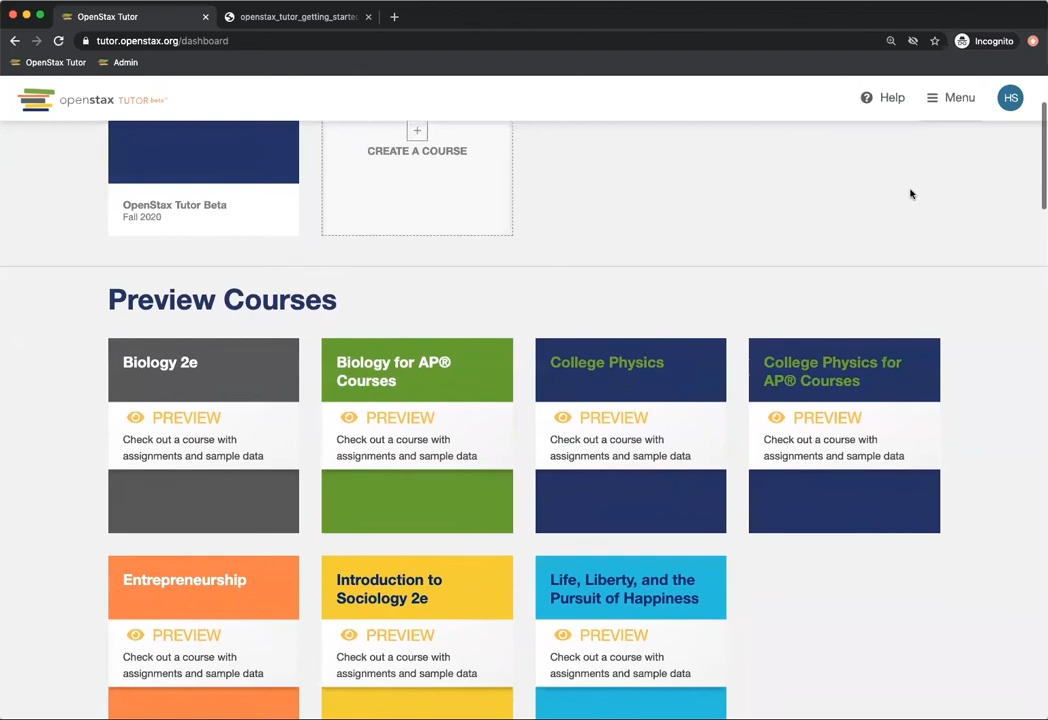 OpenStax Tutor
openstax_tutor_getting_starte
tutor.openstax.org/dashboard
Incognito
OpenStax Tutor
Admin
openstax TUTOR beta
Help
Menu
HS
CREATE A COURSE
OpenStax Tutor Beta
Fall 2020
Preview Courses
Biology 2e
PREVIEW
Check out a course with
assignments and sample data
Biology for AP®
Courses
PREVIEW
Check out a course with
assignments and sample data
College Physics
PREVIEW
Check out a course with
assignments and sample data
College Physics for
AP® Courses
PREVIEW
Check out a course with
assignments and sample data
Entrepreneurship
PREVIEW
Check out a course with
assignments and sample data
Introduction to
Sociology 2e
PREVIEW
Check out a course with
assignments and sample data
Life, Liberty, and the
Pursuit of Happiness
PREVIEW
Check out a course with
assignments and sample data